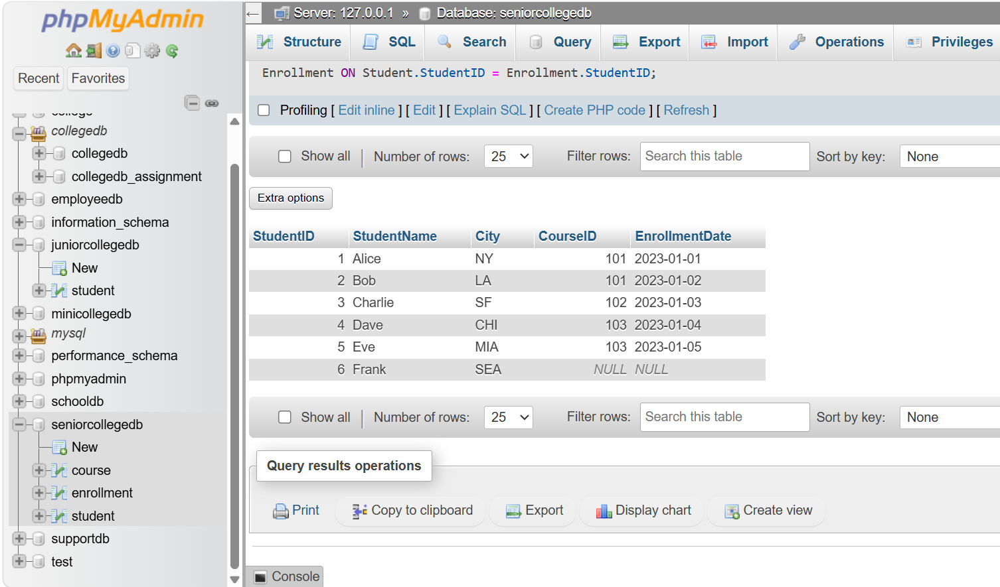 phpMyAdmin
Recent
Favorites
collegedb
collegedb
collegedb_assignment
employeedb
information_schema
juniorcollegedb
New
student
minicollegedb
mysql
performance_schema
phpmyadmin
schooldb
seniorcollegedb
New
course
enrollment
student
supportdb
test
← Server: 127.0.0.1 » Database: seniorcollegedb
Structure SQL Search Query Export Import Operations Privileges
Enrollment ON Student.StudentID = Enrollment.StudentID;
Profiling [ Edit inline ] [ Edit ] [ Explain SQL ] [ Create PHP code ] [ Refresh ]
Show all | Number of rows: 25 Filter rows: Search this table Sort by key: None
Extra options
StudentID StudentName City CourseID EnrollmentDate
1 Alice NY 101 2023-01-01
2 Bob LA 101 2023-01-02
3 Charlie SF 102 2023-01-03
4 Dave CHI 103 2023-01-04
5 Eve MIA 103 2023-01-05
6 Frank SEA NULL NULL
Show all | Number of rows: 25 Filter rows: Search this table Sort by key: None
Query results operations
Print Copy to clipboard Export Display chart Create view
Console